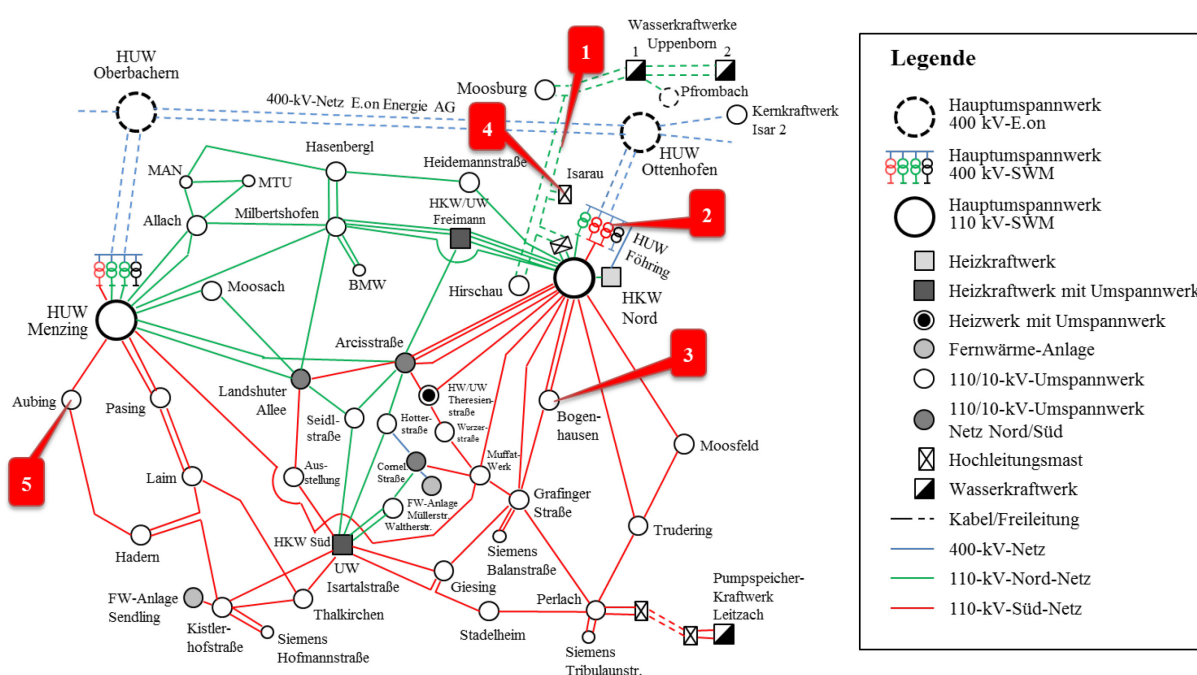 HUW
Oberbachern
400-kV-Netz E.on Energie AG
Wasserkraftwerke
Uppenborn
1
2
1
Moosburg
Pfrombach
Kernkraftwerk
Isar 2
HUW
Ottenhofen
4
Isarau
2
HUW
Föhring
Hasenbergl
Heidemannstraße
MAN
MTU
Allach
Milbertshofen
HKW/UW
Freimann
BMW
Hirschau
HKW
Nord
Moosach
HUW
Menzing
Arcisstraße
3
Landshuter
Allee
HW/UW
Theresien-
straße
Aubing
Pasing
Seidl-
straße
Hotter-
straße
Wurzer-
straße
Bogen-
hausen
Moosfeld
5
Laim
Aus-
stellung
Cornel.
Straße
Muffat-
Werk
FW-Anlage
Müllerstr.
Waltherstr.
Grafinger
Straße
Trudering
Hadern
HKW Süd
UW
Isartalstraße
Siemens
Balanstraße
Giesing
FW-Anlage
Sendling
Kistler-
hofstraße
Thalkirchen
Siemens
Hofmannstraße
Stadelheim
Perlach
Siemens
Tribulaunstr.
Pumpspeicher-
Kraftwerk
Leitzach
Legende
Hauptumspannwerk
400 kV-E.on
Hauptumspannwerk
400 kV-SWM
Hauptumspannwerk
110 kV-SWM
Heizkraftwerk
Heizkraftwerk mit Umspannwerk
Heizwerk mit Umspannwerk
Fernwärme-Anlage
110/10-kV-Umspannwerk
110/10-kV-Umspannwerk
Netz Nord/Süd
Hochleitungsmast
Wasserkraftwerk
Kabel/Freileitung
400-kV-Netz
110-kV-Nord-Netz
110-kV-Süd-Netz